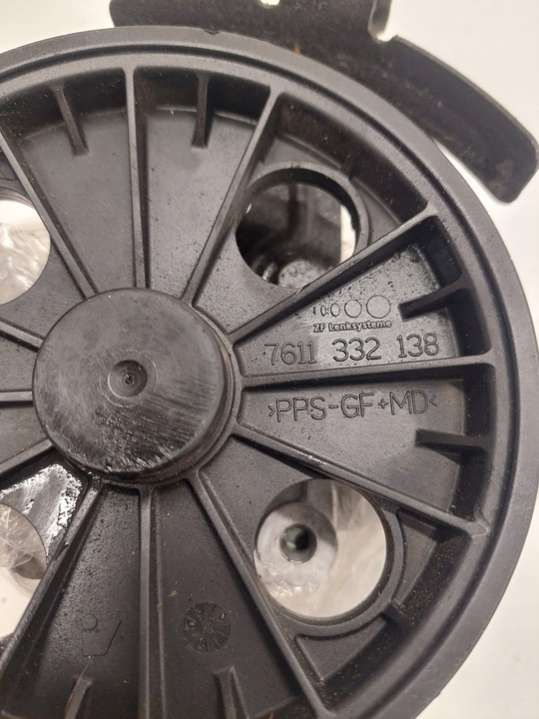 ZF Lenksysteme
7611 332 138
>PPS-GF+MD<